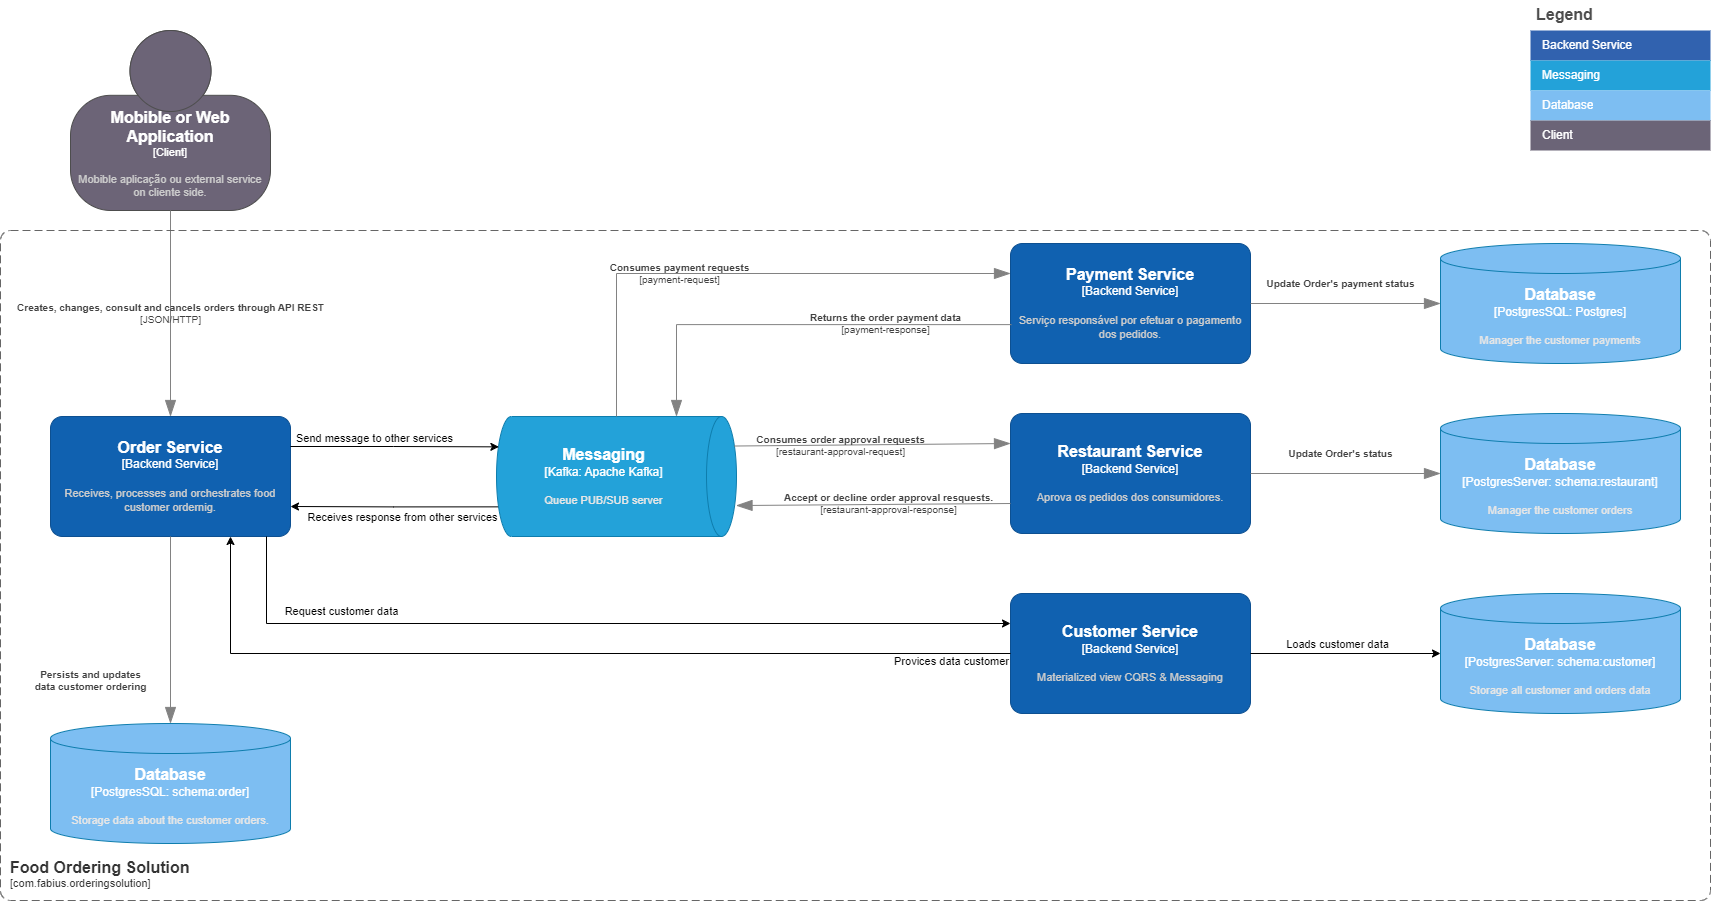 Legend
Backend Service
Messaging
Database
Client
Mobible or Web
Application
[Client]
Mobible aplicação ou external service
on cliente side.
Creates, changes, consult and cancels orders through API REST
[JSON/HTTP]
Consumes payment requests
[payment-request]
Returns the order payment data
[payment-response]
Payment Service
[Backend Service]
Serviço responsável por efetuar o pagamento
dos pedidos.
Update Order's payment status
Database
[PostgresSQL: Postgres]
Manager the customer payments
Order Service
[Backend Service]
Receives, processes and orchestrates food
customer ordernig.
Send message to other services
Receives response from other services
Messaging
[Kafka: Apache Kafka]
Queue PUB/SUB server
Consumes order approval requests
[restaurant-approval-request]
Accept or decline order approval resquests.
[restaurant-approval-response]
Restaurant Service
[Backend Service]
Aprova os pedidos dos consumidores.
Update Order's status
Database
[PostgresServer: schema:restaurant]
Manager the customer orders
Request customer data
Provices data customer
Customer Service
[Backend Service]
Materialized view CQRS & Messaging
Loads customer data
Database
[PostgresServer: schema:customer]
Storage all customer and orders data
Persists and updates
data customer ordering
Database
[PostgresSQL: schema:order]
Storage data about the customer orders.
Food Ordering Solution
[com.fabius.orderingsolution]